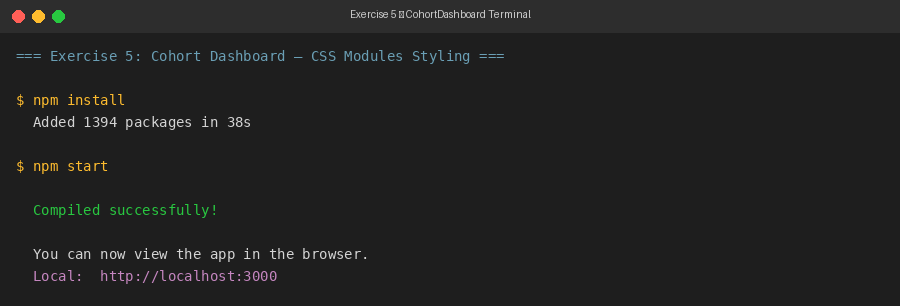 Exercise 5 CohortDashboard Terminal
=== Exercise 5: Cohort Dashboard — CSS Modules Styling ===
$ npm install
Added 1394 packages in 38s
$ npm start
Compiled successfully!
You can now view the app in the browser.
Local:  http://localhost:3000